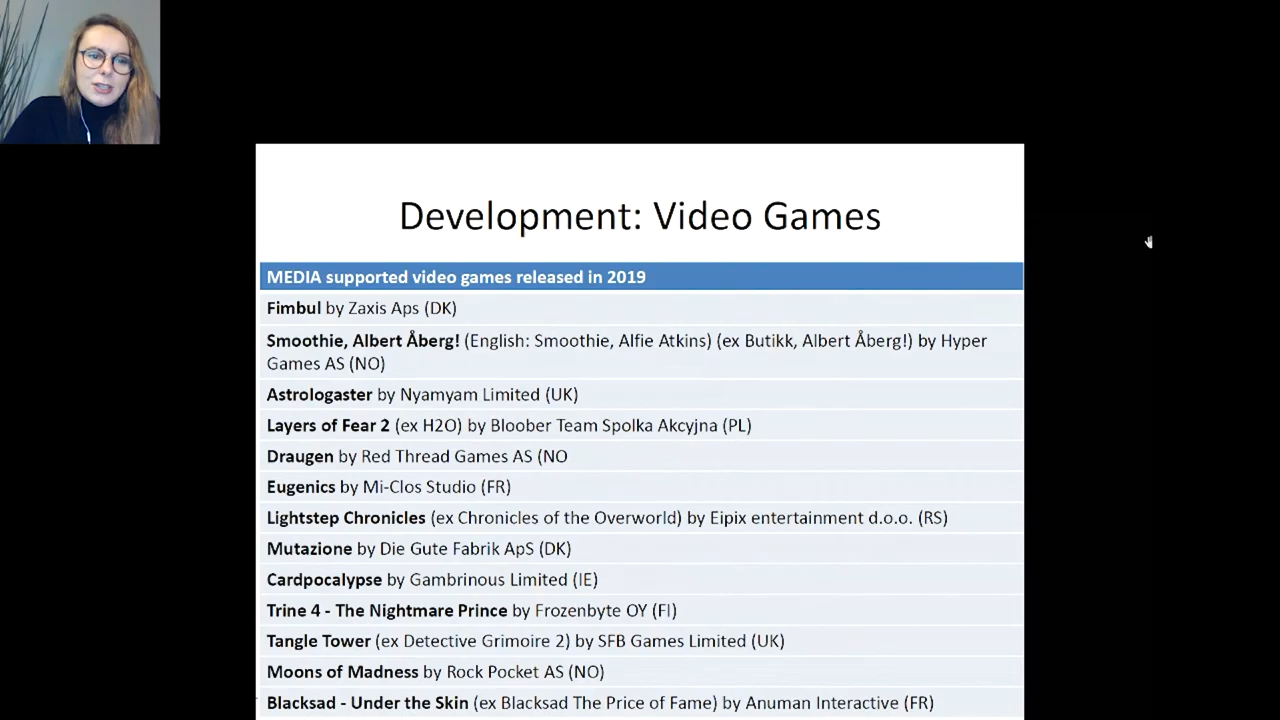 Development: Video Games
MEDIA supported video games released in 2019
Fimbul by Zaxis Aps (DK)
Smoothie, Albert Åberg! (English: Smoothie, Alfie Atkins) (ex Butikk, Albert Åberg!) by Hyper
Games AS (NO)
Astrologaster by Nyamyam Limited (UK)
Layers of Fear 2 (ex H2O) by Bloober Team Spolka Akcyjna (PL)
Draugen by Red Thread Games AS (NO
Eugenics by Mi-Clos Studio (FR)
Lightstep Chronicles (ex Chronicles of the Overworld) by Eipix entertainment d.o.o. (RS)
Mutazione by Die Gute Fabrik ApS (DK)
Cardpocalypse by Gambrinous Limited (IE)
Trine 4 - The Nightmare Prince by Frozenbyte OY (FI)
Tangle Tower (ex Detective Grimoire 2) by SFB Games Limited (UK)
Moons of Madness by Rock Pocket AS (NO)
Blacksad - Under the Skin (ex Blacksad The Price of Fame) by Anuman Interactive (FR)